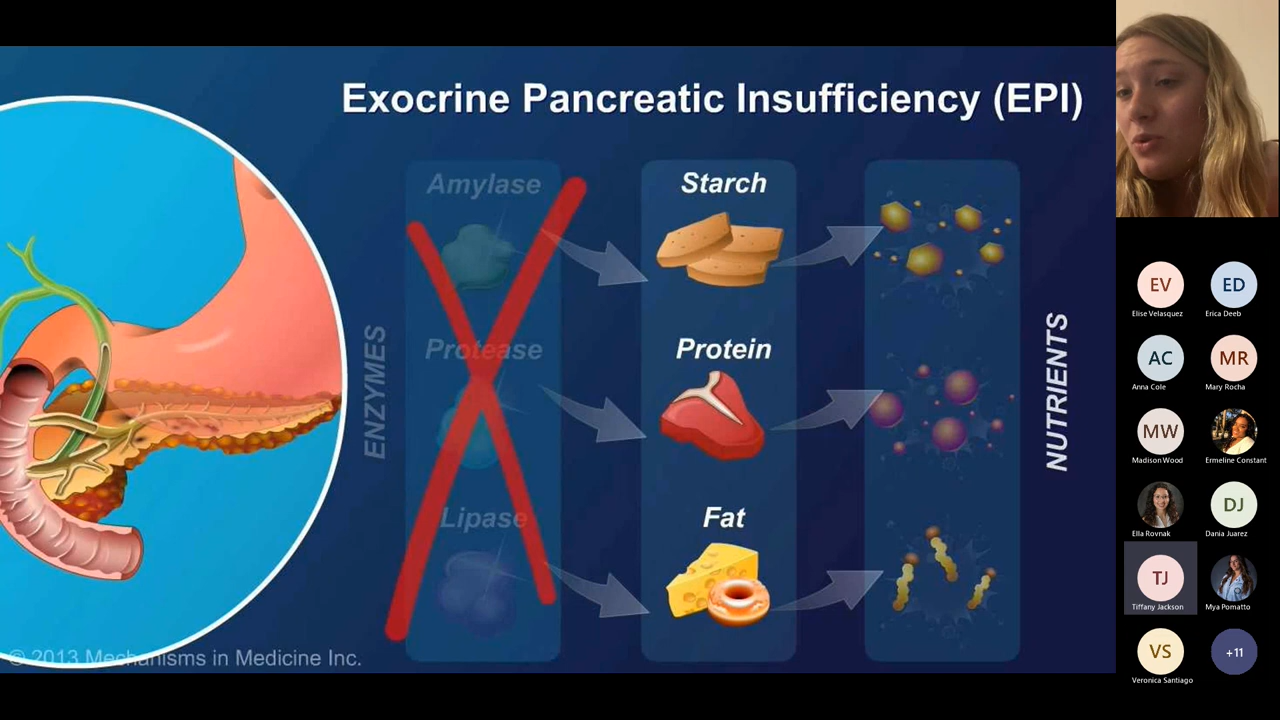 Exocrine Pancreatic Insufficiency (EPI)
Amylase
Starch
Protease
Protein
Lipase
Fat
ENZYMES
NUTRIENTS
© 2013 Mechanisms in Medicine Inc.
EV
Elise Velasquez
ED
Erica Deeb
AC
Anna Cole
MR
Mary Rocha
MW
Madison Wood
Ermeline Constant
Ella Rovnak
DJ
Dania Juarez
TJ
Tiffany Jackson
Mya Pomatto
VS
Veronica Santiago
+11